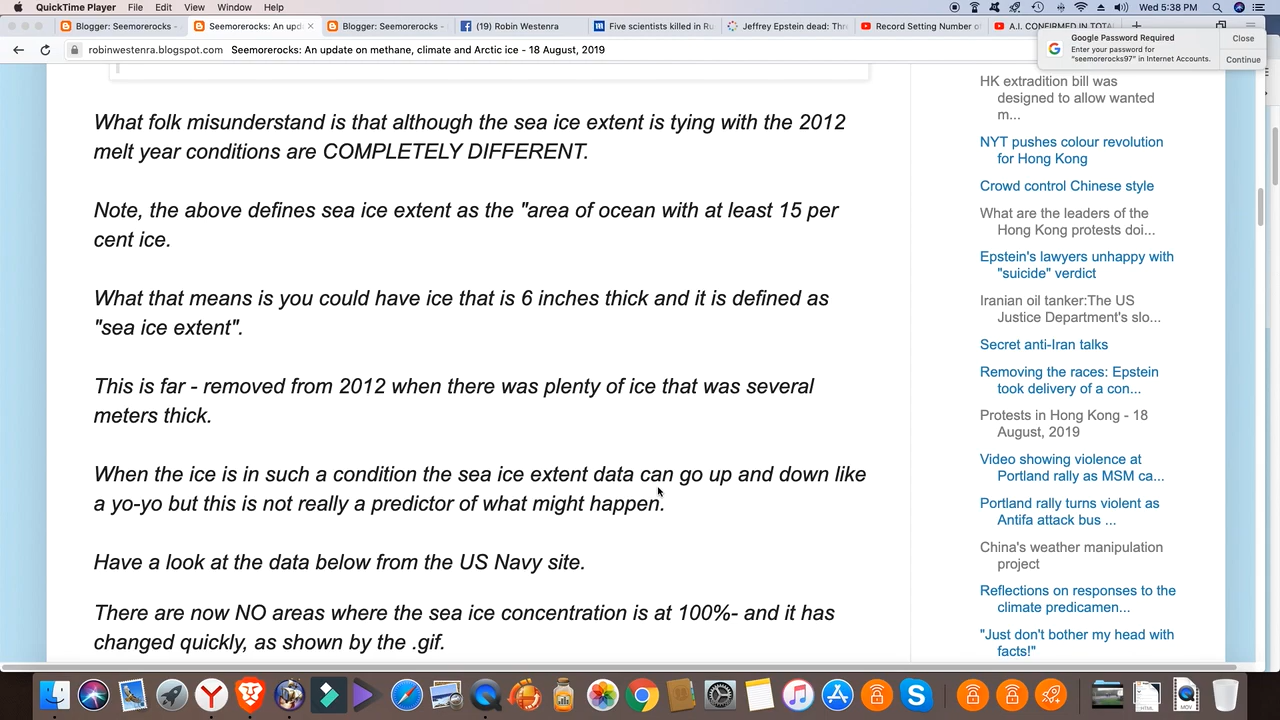 QuickTime Player File Edit View Window Help
Wed 5:38 PM
Blogger: Seemorerocks -
Seemorerocks: An upd
Blogger: Seemorerocks -
(19) Robin Westenra
Five scientists killed in Ru
Jeffrey Epstein dead: Thr
Record Setting Number of
A.I. CONFIRMED IN TOTA
robinwestenra.blogspot.com Seemorerocks: An update on methane, climate and Arctic ice - 18 August, 2019
Google Password Required
Enter your password for
"seemorerocks97" in Internet Accounts.
Close
Continue
What folk misunderstand is that although the sea ice extent is tying with the 2012
melt year conditions are COMPLETELY DIFFERENT.
Note, the above defines sea ice extent as the "area of ocean with at least 15 per
cent ice.
What that means is you could have ice that is 6 inches thick and it is defined as
"sea ice extent".
This is far - removed from 2012 when there was plenty of ice that was several
meters thick.
When the ice is in such a condition the sea ice extent data can go up and down like
a yo-yo but this is not really a predictor of what might happen.
Have a look at the data below from the US Navy site.
There are now NO areas where the sea ice concentration is at 100%- and it has
changed quickly, as shown by the .gif.
HK extradition bill was
designed to allow wanted
m...
NYT pushes colour revolution
for Hong Kong
Crowd control Chinese style
What are the leaders of the
Hong Kong protests doi...
Epstein's lawyers unhappy with
"suicide" verdict
Iranian oil tanker:The US
Justice Department's slo...
Secret anti-Iran talks
Removing the races: Epstein
took delivery of a con...
Protests in Hong Kong - 18
August, 2019
Video showing violence at
Portland rally as MSM ca...
Portland rally turns violent as
Antifa attack bus ...
China's weather manipulation
project
Reflections on responses to the
climate predicamen...
"Just don't bother my head with
facts!"